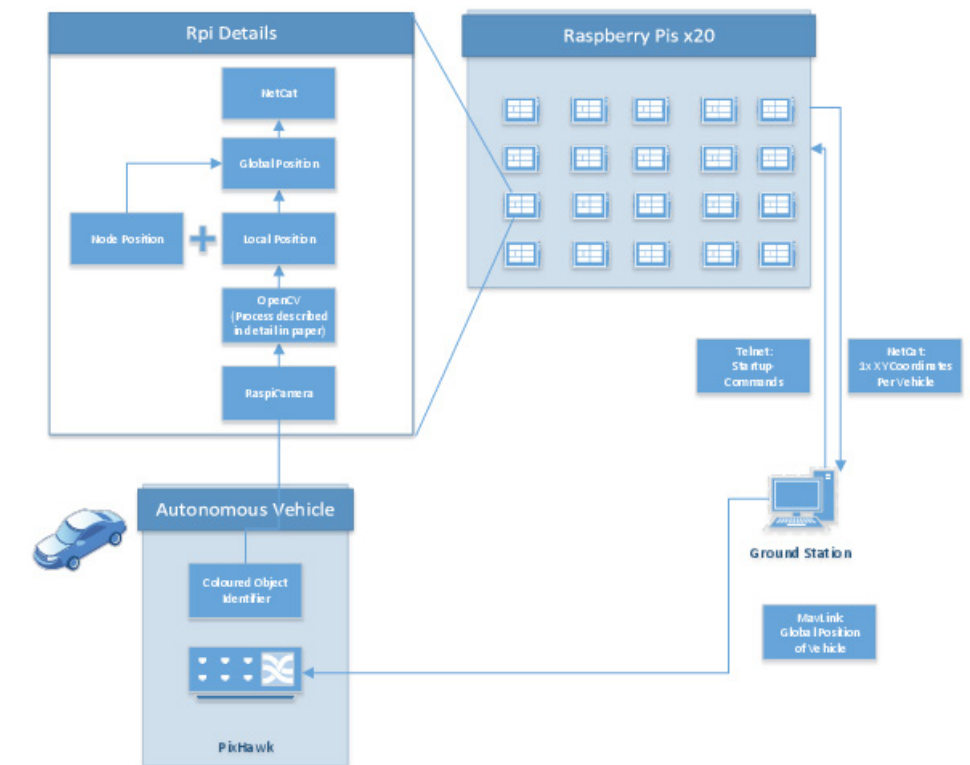 Rpi Details
NetCat
Global Position
Node Position
Local Position
OpenCV
(Process described
in detail in paper)
RaspiCamera
Raspberry Pis x20
Telnet:
Startup-
Commands
NetCat:
1x XY Coordinates
Per Vehicle
Autonomous Vehicle
Coloured Object
Identifier
PixHawk
Ground Station
MavLink:
Global Position
of Vehicle